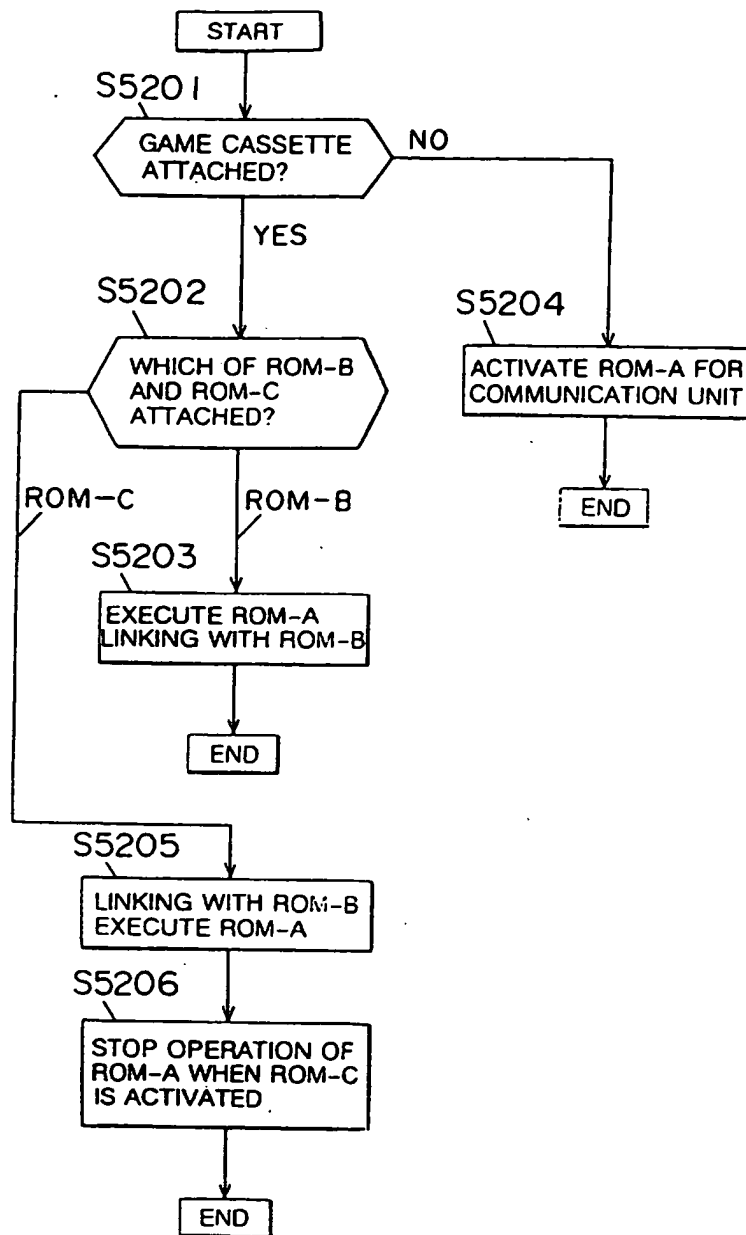 START
S5201
GAME CASSETTE
ATTACHED?
NO
YES
S5202
WHICH OF ROM-B
AND ROM-C
ATTACHED?
S5204
ACTIVATE ROM-A FOR
COMMUNICATION UNIT
END
ROM-C
ROM-B
S5203
EXECUTE ROM-A
LINKING WITH ROM-B
END
S5205
LINKING WITH ROM-B
EXECUTE ROM-A
S5206
STOP OPERATION OF
ROM-A WHEN ROM-C
IS ACTIVATED
END